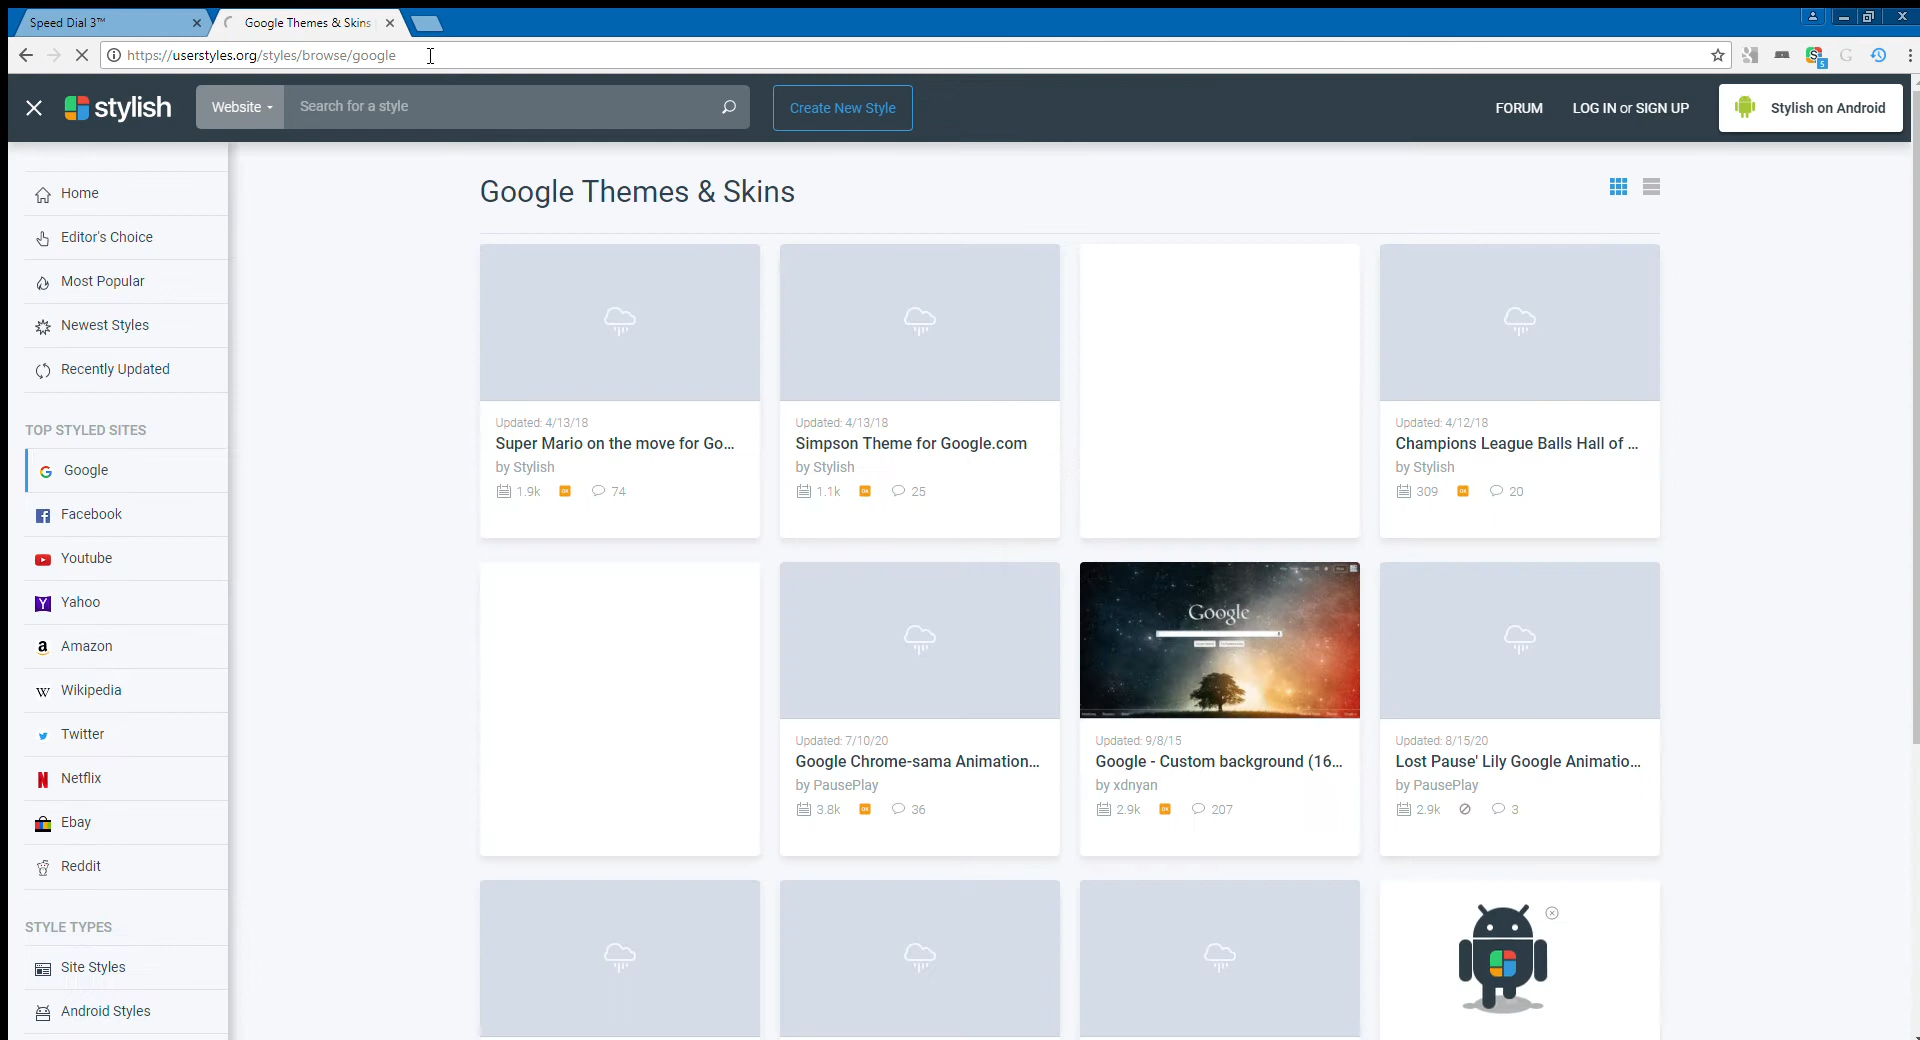 Speed Dial 3™
Google Themes & Skins
https://userstyles.org/styles/browse/google
S
5
G
stylish
Website
Search for a style
Create New Style
FORUM
LOG IN or SIGN UP
Stylish on Android
Home
Editor's Choice
Most Popular
Newest Styles
Recently Updated
TOP STYLED SITES
Google
Facebook
Youtube
Yahoo
Amazon
Wikipedia
Twitter
Netflix
Ebay
Reddit
STYLE TYPES
Site Styles
Android Styles
Google Themes & Skins
Updated: 4/13/18
Super Mario on the move for Go...
by Stylish
1.9k OK 74
Updated: 4/13/18
Simpson Theme for Google.com
by Stylish
1.1k OK 25
Updated: 4/12/18
Champions League Balls Hall of ...
by Stylish
309 OK 20
Updated: 7/10/20
Google Chrome-sama Animation...
by PausePlay
3.8k OK 36
Google
Updated: 9/8/15
Google - Custom background (16...
by xdnyan
2.9k OK 207
Updated: 8/15/20
Lost Pause' Lily Google Animatio...
by PausePlay
2.9k 3